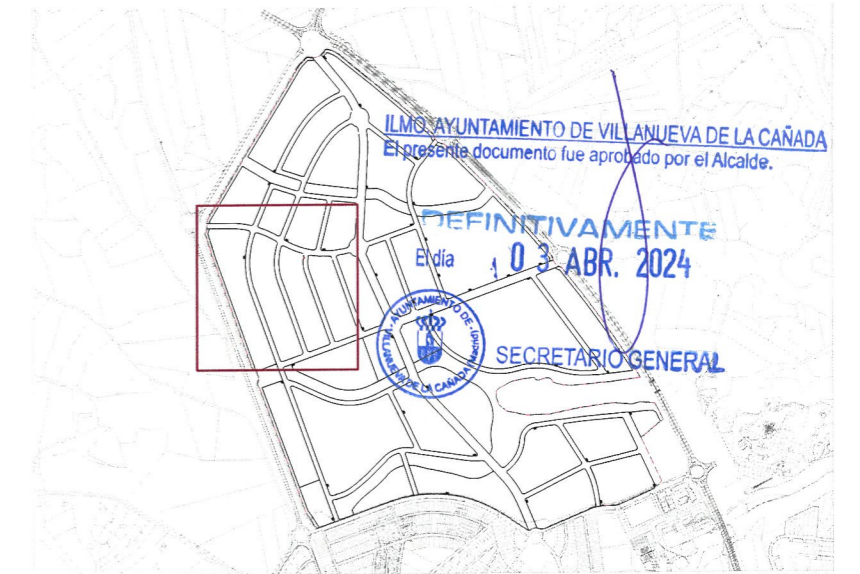 ILMO. AYUNTAMIENTO DE VILLANUEVA DE LA CAÑADA
El presente documento fue aprobado por el Alcalde.
DEFINITIVAMENTE
El día 03 ABR. 2024
AYUNTAMIENTO DE VILLANUEVA DE LA CAÑADA (Madrid)
SECRETARIO GENERAL